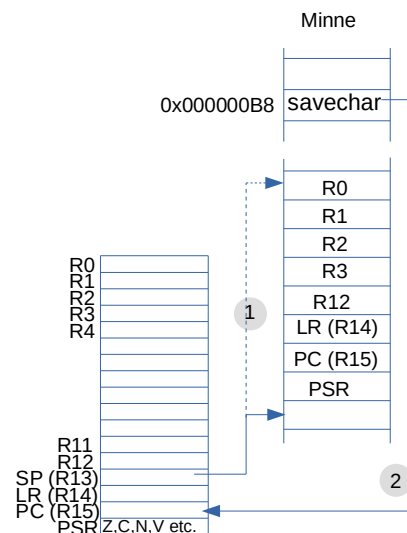 Minne
0x000000B8 savechar
R0
R1
R2
R3
R12
LR (R14)
PC (R15)
PSR
1
2
R0
R1
R2
R3
R4
R11
R12
SP (R13)
LR (R14)
PC (R15)
PSR Z,C,N,V etc.